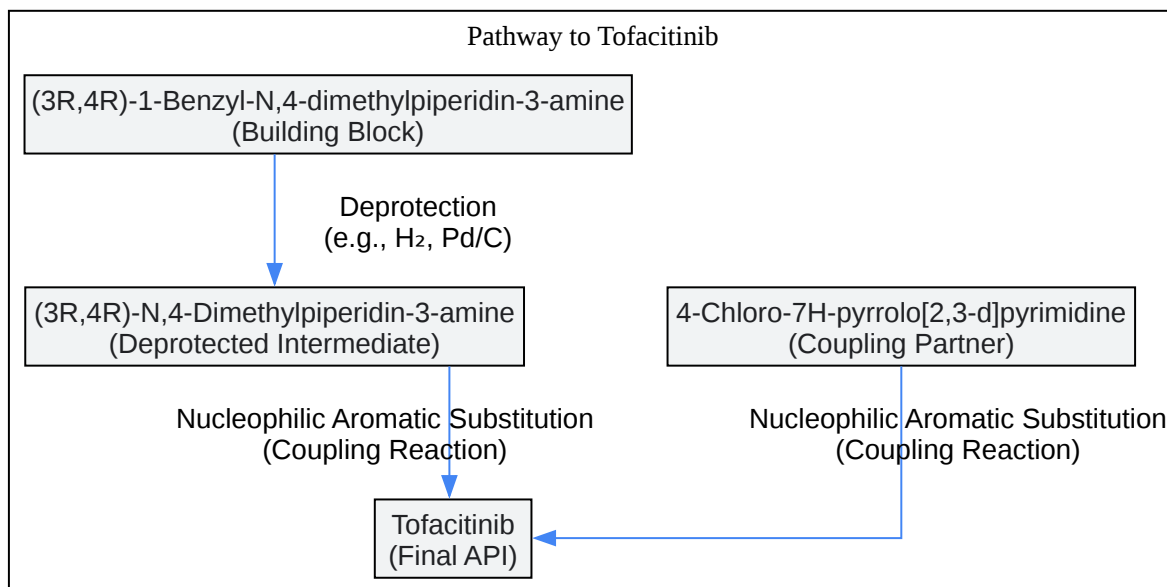 Pathway to Tofacitinib
(3R,4R)-1-Benzyl-N,4-dimethylpiperidin-3-amine
(Building Block)
Deprotection
(e.g., H₂, Pd/C)
(3R,4R)-N,4-Dimethylpiperidin-3-amine
(Deprotected Intermediate)
4-Chloro-7H-pyrrolo[2,3-d]pyrimidine
(Coupling Partner)
Nucleophilic Aromatic Substitution
(Coupling Reaction)
Nucleophilic Aromatic Substitution
(Coupling Reaction)
Tofacitinib
(Final API)